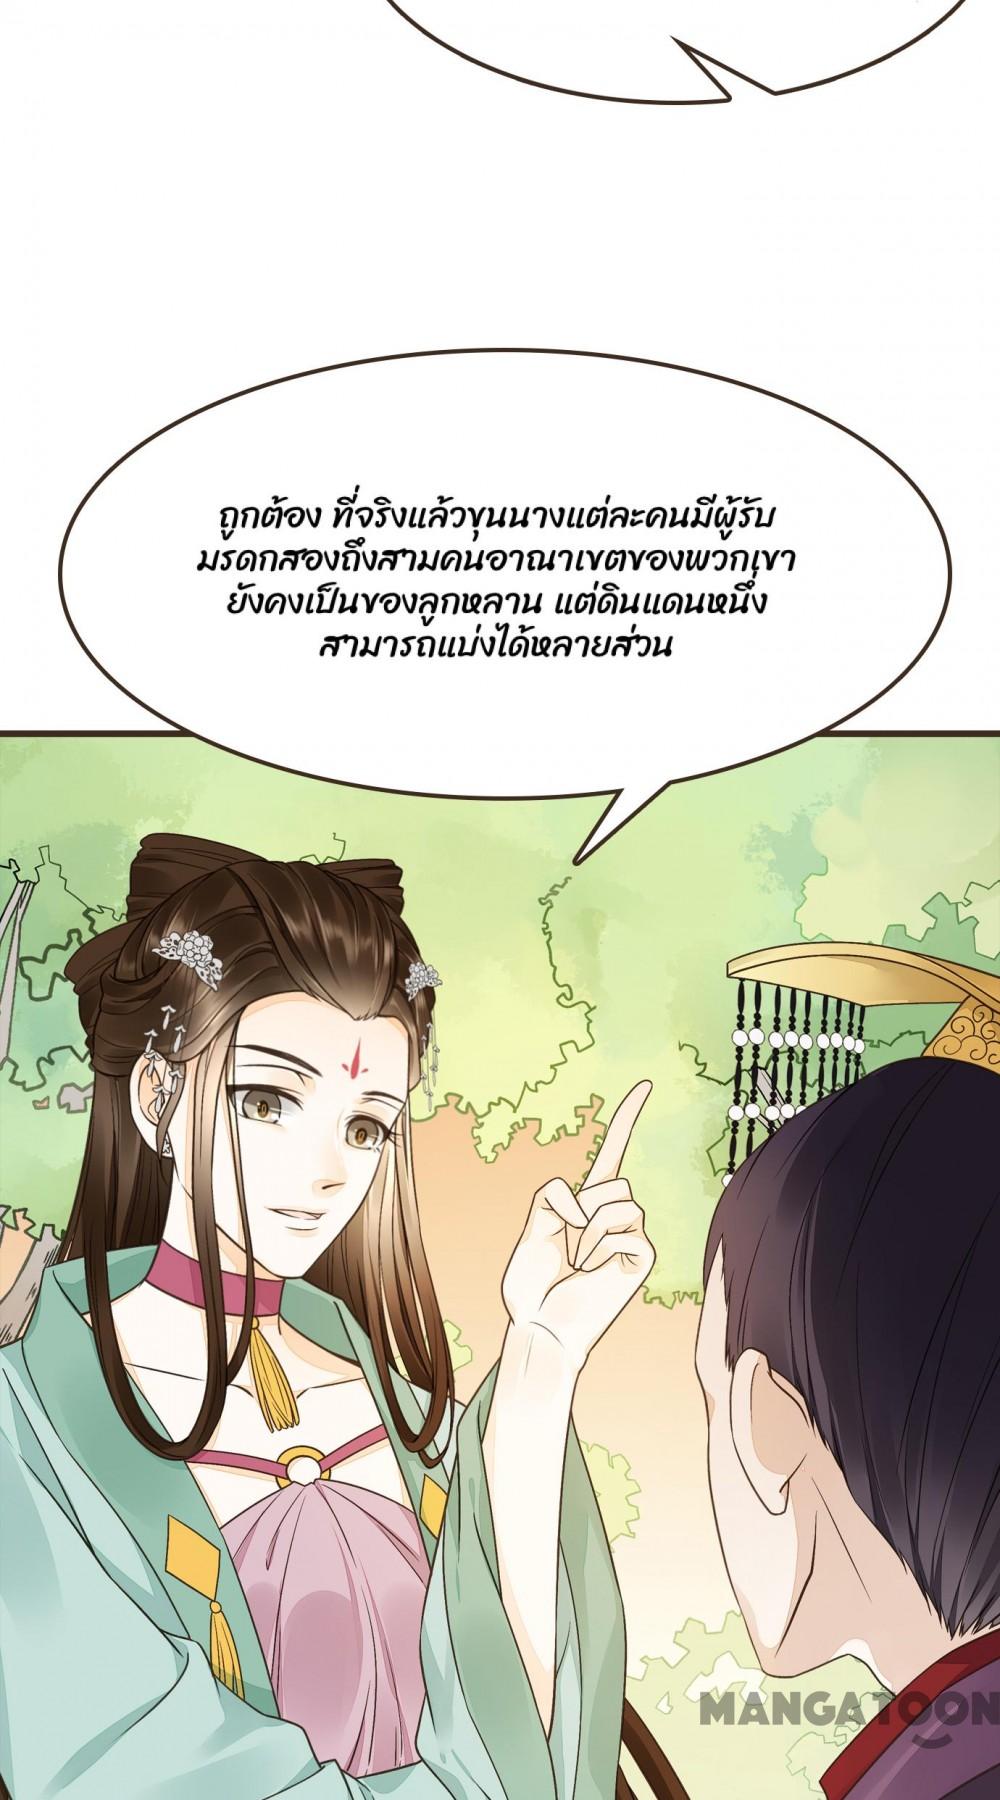 ถูกต้อง ที่จริงแล้วขุนนางแต่ละคนมีผู้รับ
มรดกสองถึงสามคนอาณาเขตของพวกเขา
ยังคงเป็นของลูกหลาน แต่ดินแดนหนึ่ง
สามารถแบ่งได้หลายส่วน
MANGATOON